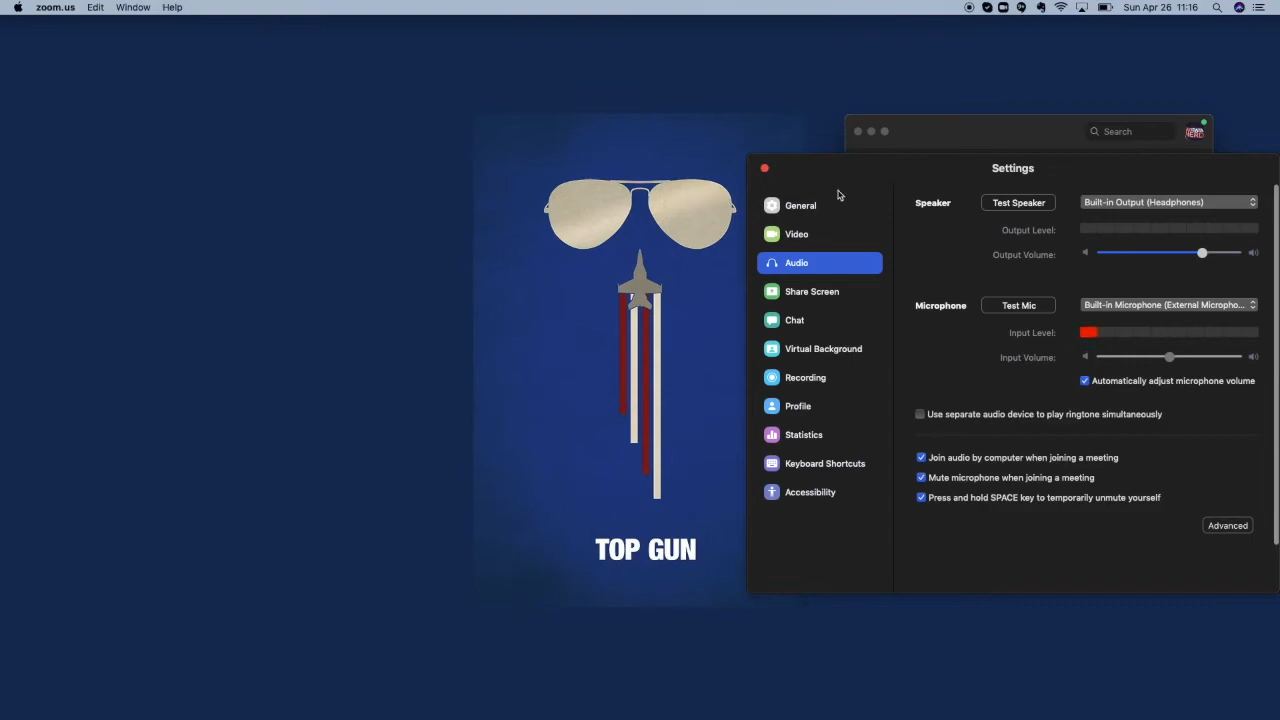 zoom.us Edit Window Help Sun Apr 26 11:16
Search
Settings
General
Video
Audio
Share Screen
Chat
Virtual Background
Recording
Profile
Statistics
Keyboard Shortcuts
Accessibility
Speaker Test Speaker Built-in Output (Headphones)
Output Level:
Output Volume:
Microphone Test Mic Built-in Microphone (External Micropho...
Input Level:
Input Volume:
Automatically adjust microphone volume
Use separate audio device to play ringtone simultaneously
Join audio by computer when joining a meeting
Mute microphone when joining a meeting
Press and hold SPACE key to temporarily unmute yourself
Advanced
TOP GUN